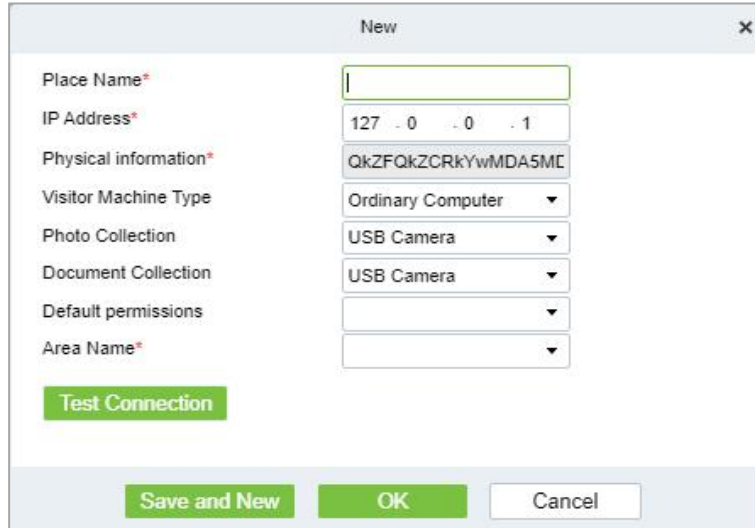 New
Place Name*
IP Address* 127 . 0 . 0 . 1
Physical information* QkZFQkZCRkYwMDA5MD
Visitor Machine Type Ordinary Computer
Photo Collection USB Camera
Document Collection USB Camera
Default permissions
Area Name*
Test Connection
Save and New OK Cancel